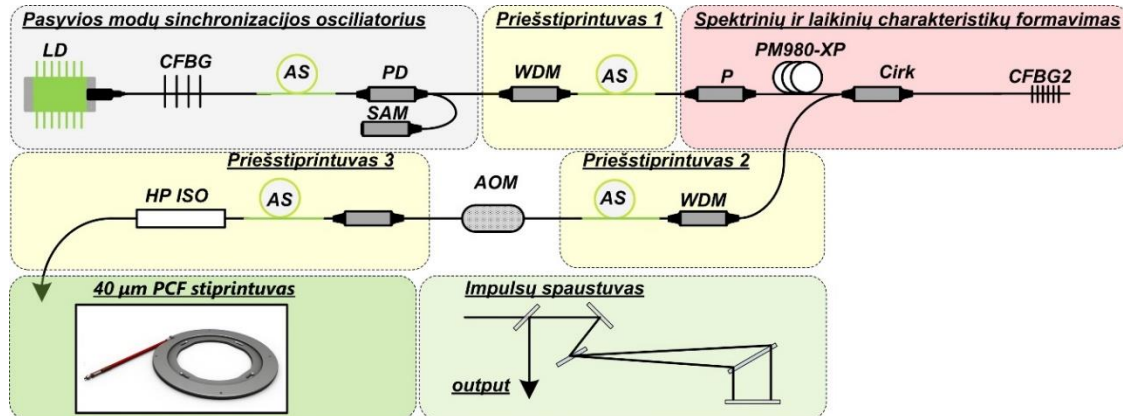 Pasyvios modų sinchronizacijos osciliatorius
LD
CFBG
AS
PD
SAM
Priešstiprintuvas 1
WDM
AS
Spektrinių ir laikinių charakteristikų formavimas
PM980-XP
P
Cirk
CFBG2
Priešstiprintuvas 3
HP ISO
AS
AOM
Priešstiprintuvas 2
AS
WDM
40 µm PCF stiprintuvas
Impulsų spaustuvas
output